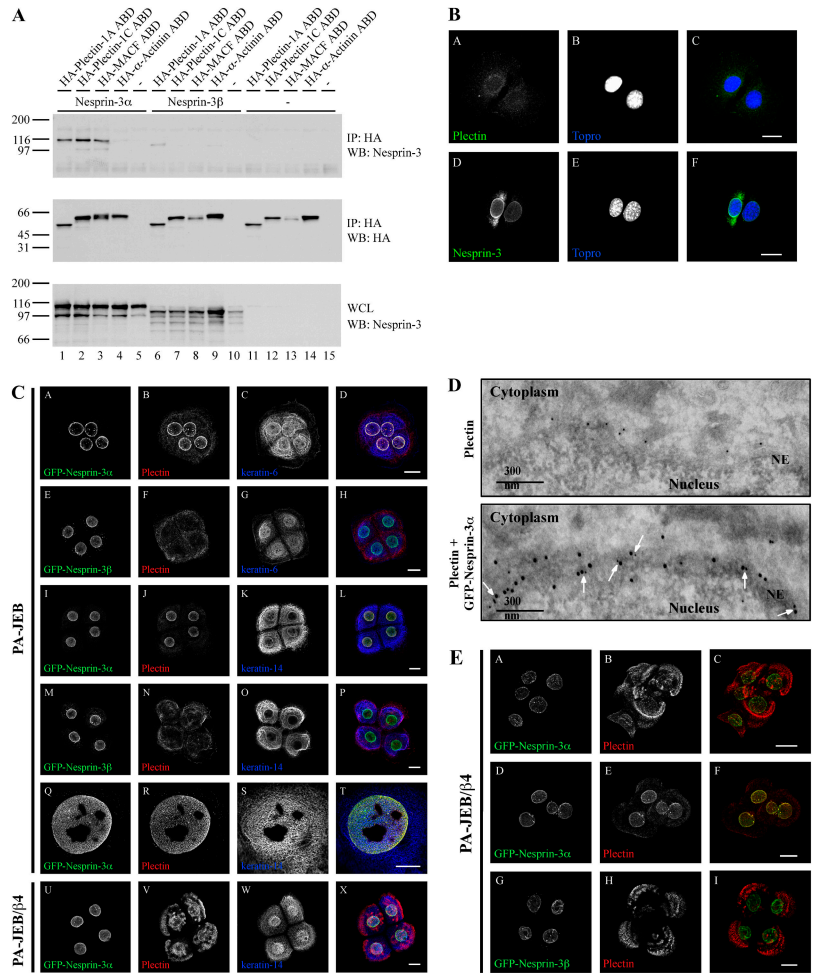 A
HA-Plectin-1A ABD
HA-Plectin-1C ABD
HA-MACF ABD
HA-α-Actinin ABD
-
HA-Plectin-1A ABD
HA-Plectin-1C ABD
HA-MACF ABD
HA-α-Actinin ABD
-
HA-Plectin-1A ABD
HA-Plectin-1C ABD
HA-MACF ABD
HA-α-Actinin ABD
-
Nesprin-3α
Nesprin-3β
-
200
116
97
IP: HA
WB: Nesprin-3
66
45
31
IP: HA
WB: HA
200
116
97
66
WCL
WB: Nesprin-3
1 2 3 4 5 6 7 8 9 10 11 12 13 14 15
B
A B C
Plectin Topro
D E F
Nesprin-3 Topro
C
PA-JEB
A B C D
GFP-Nesprin-3α Plectin keratin-6
E F G H
GFP-Nesprin-3β Plectin keratin-6
I J K L
GFP-Nesprin-3α Plectin keratin-14
M N O P
GFP-Nesprin-3β Plectin keratin-14
Q R S T
GFP-Nesprin-3α Plectin
PA-JEB/β4
U V W X
GFP-Nesprin-3α Plectin keratin-14
D
Plectin
Cytoplasm
300
nm
NE
Nucleus
Plectin +
GFP-Nesprin-3α
Cytoplasm
300
nm
NE
Nucleus
E
PA-JEB/β4
A B C
GFP-Nesprin-3α Plectin
D E F
GFP-Nesprin-3α Plectin
G H I
GFP-Nesprin-3β Plectin